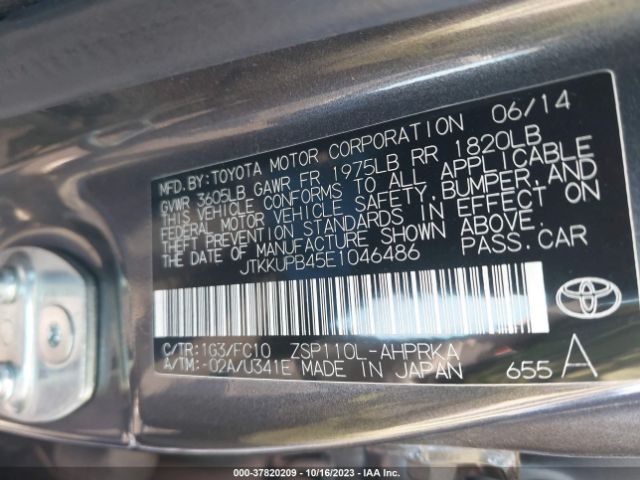 06/14
MFD.BY:TOYOTA MOTOR CORPORATION
GVWR 3605LB GAWR FR 1975LB RR 1820LB
THIS VEHICLE CONFORMS TO ALL APPLICABLE
FEDERAL MOTOR VEHICLE SAFETY, BUMPER, AND
THEFT PREVENTION STANDARDS IN EFFECT ON
THE DATE OF MANUFACTURE SHOWN ABOVE.
JTKKUPB45E1046486 PASS.CAR
C/TR:1G3/FC10 ZSP110L-AHPRKA
A/TM:-02A/U341E MADE IN JAPAN 655A
000-37820209 - 10/16/2023 - IAA Inc.